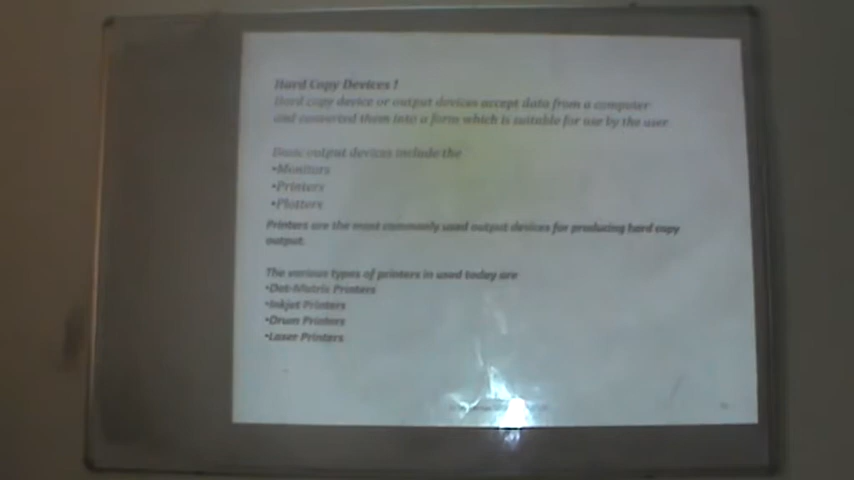 Hard Copy Devices !
Hard copy device or output devices accept data from a computer
and converted them into a form which is suitable for use by the user.
Basic output devices include the
•Monitors
•Printers
•Plotters
Printers are the most commonly used output devices for producing hard copy
output.
The various types of printers in used today are
•Dot-Matrix Printers
•Inkjet Printers
•Drum Printers
•Laser Printers